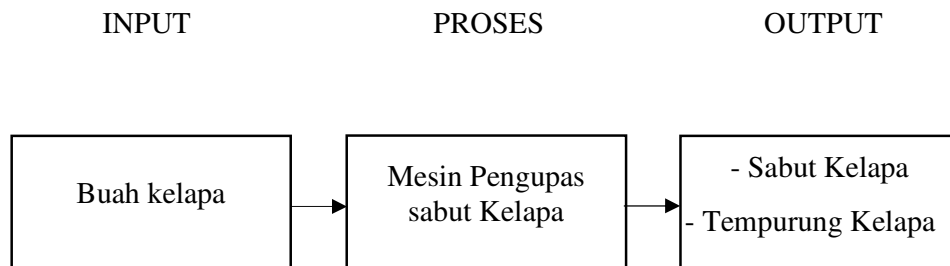 INPUT PROSES OUTPUT
Buah kelapa
Mesin Pengupas
sabut Kelapa
- Sabut Kelapa
- Tempurung Kelapa